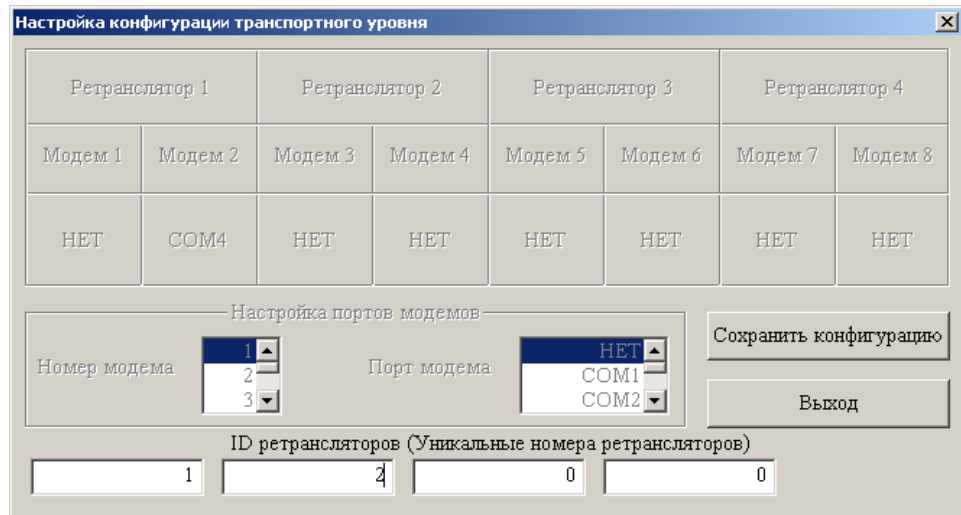 Настройка конфигурации транспортного уровня
Ретранслятор 1 Ретранслятор 2 Ретранслятор 3 Ретранслятор 4
Модем 1 Модем 2 Модем 3 Модем 4 Модем 5 Модем 6 Модем 7 Модем 8
НЕТ COM4 НЕТ НЕТ НЕТ НЕТ НЕТ НЕТ
Настройка портов модемов
Номер модема
1
2
3
Порт модема
НЕТ
COM1
COM2
Сохранить конфигурацию
Выход
ID ретрансляторов (Уникальные номера ретрансляторов)
1 2 0 0